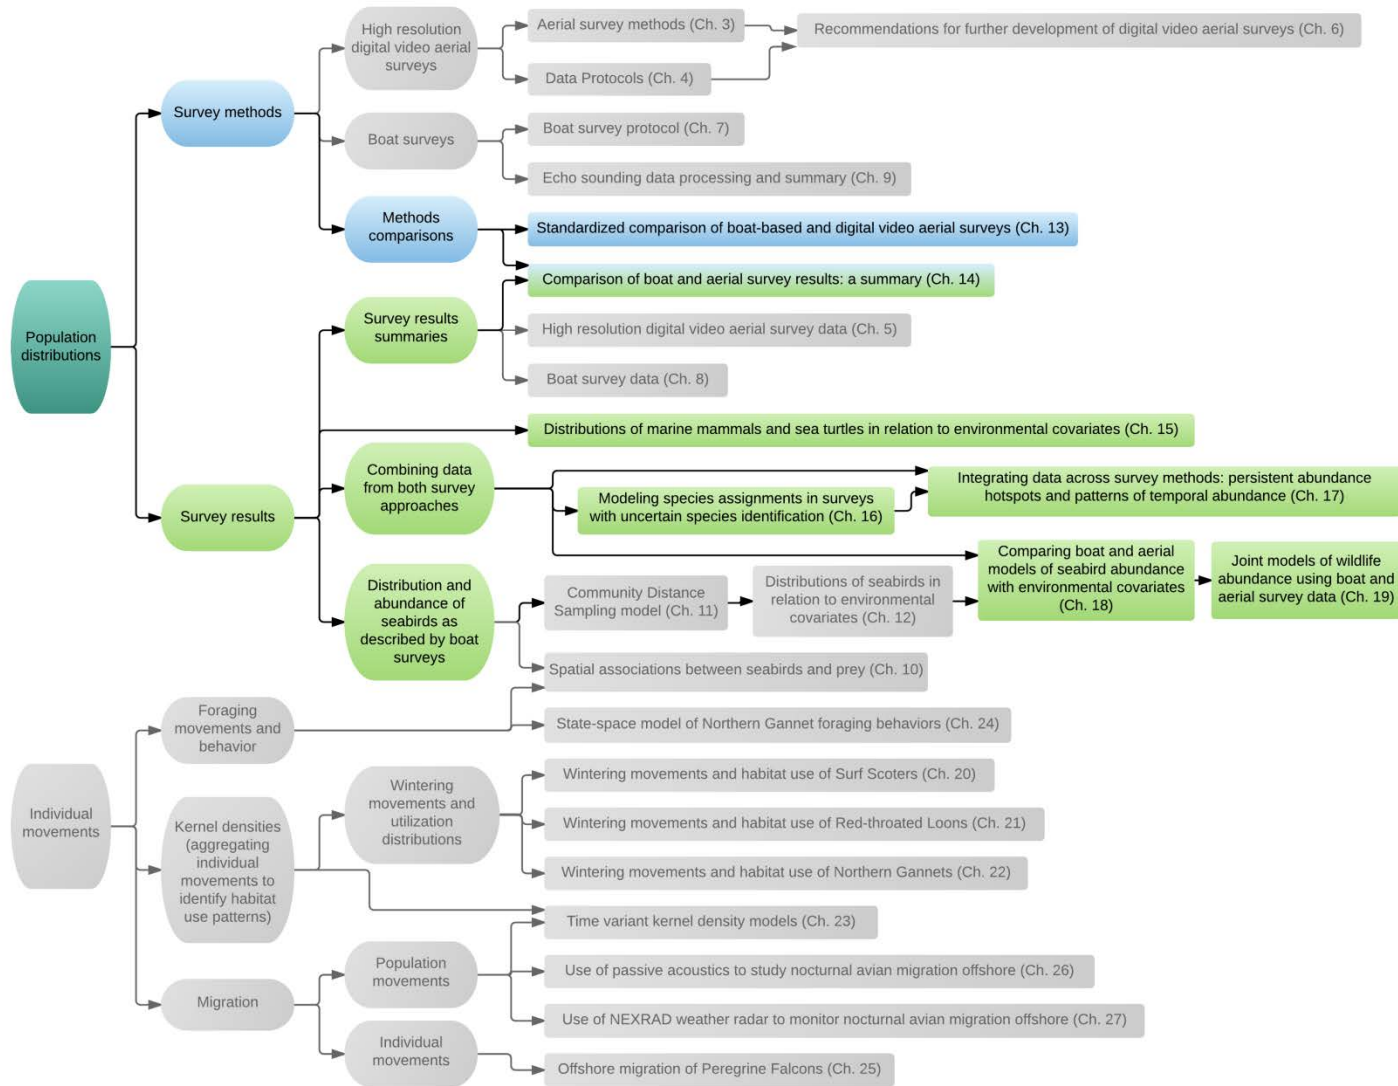 High resolution
digital video aerial
surveys
Aerial survey methods (Ch. 3)
Recommendations for further development of digital video aerial surveys (Ch. 6)
Data Protocols (Ch. 4)
Survey methods
Boat surveys
Boat survey protocol (Ch. 7)
Echo sounding data processing and summary (Ch. 9)
Methods
comparisons
Standardized comparison of boat-based and digital video aerial surveys (Ch. 13)
Comparison of boat and aerial survey results: a summary (Ch. 14)
Population
distributions
Survey results
summaries
High resolution digital video aerial survey data (Ch. 5)
Boat survey data (Ch. 8)
Distributions of marine mammals and sea turtles in relation to environmental covariates (Ch. 15)
Survey results
Combining data
from both survey
approaches
Modeling species assignments in surveys
with uncertain species identification (Ch. 16)
Integrating data across survey methods: persistent abundance
hotspots and patterns of temporal abundance (Ch. 17)
Distribution and
abundance of
seabirds as
described by boat
surveys
Community Distance
Sampling model (Ch. 11)
Distributions of seabirds in
relation to environmental
covariates (Ch. 12)
Comparing boat and aerial
models of seabird abundance
with environmental covariates
(Ch. 18)
Joint models of wildlife
abundance using boat and
aerial survey data (Ch. 19)
Spatial associations between seabirds and prey (Ch. 10)
Foraging
movements and
behavior
State-space model of Northern Gannet foraging behaviors (Ch. 24)
Individual
movements
Kernel densities
(aggregating
individual
movements to
identify habitat
use patterns)
Wintering
movements and
utilization
distributions
Wintering movements and habitat use of Surf Scoters (Ch. 20)
Wintering movements and habitat use of Red-throated Loons (Ch. 21)
Wintering movements and habitat use of Northern Gannets (Ch. 22)
Time variant kernel density models (Ch. 23)
Migration
Population
movements
Use of passive acoustics to study nocturnal avian migration offshore (Ch. 26)
Use of NEXRAD weather radar to monitor nocturnal avian migration offshore (Ch. 27)
Individual
movements
Offshore migration of Peregrine Falcons (Ch. 25)